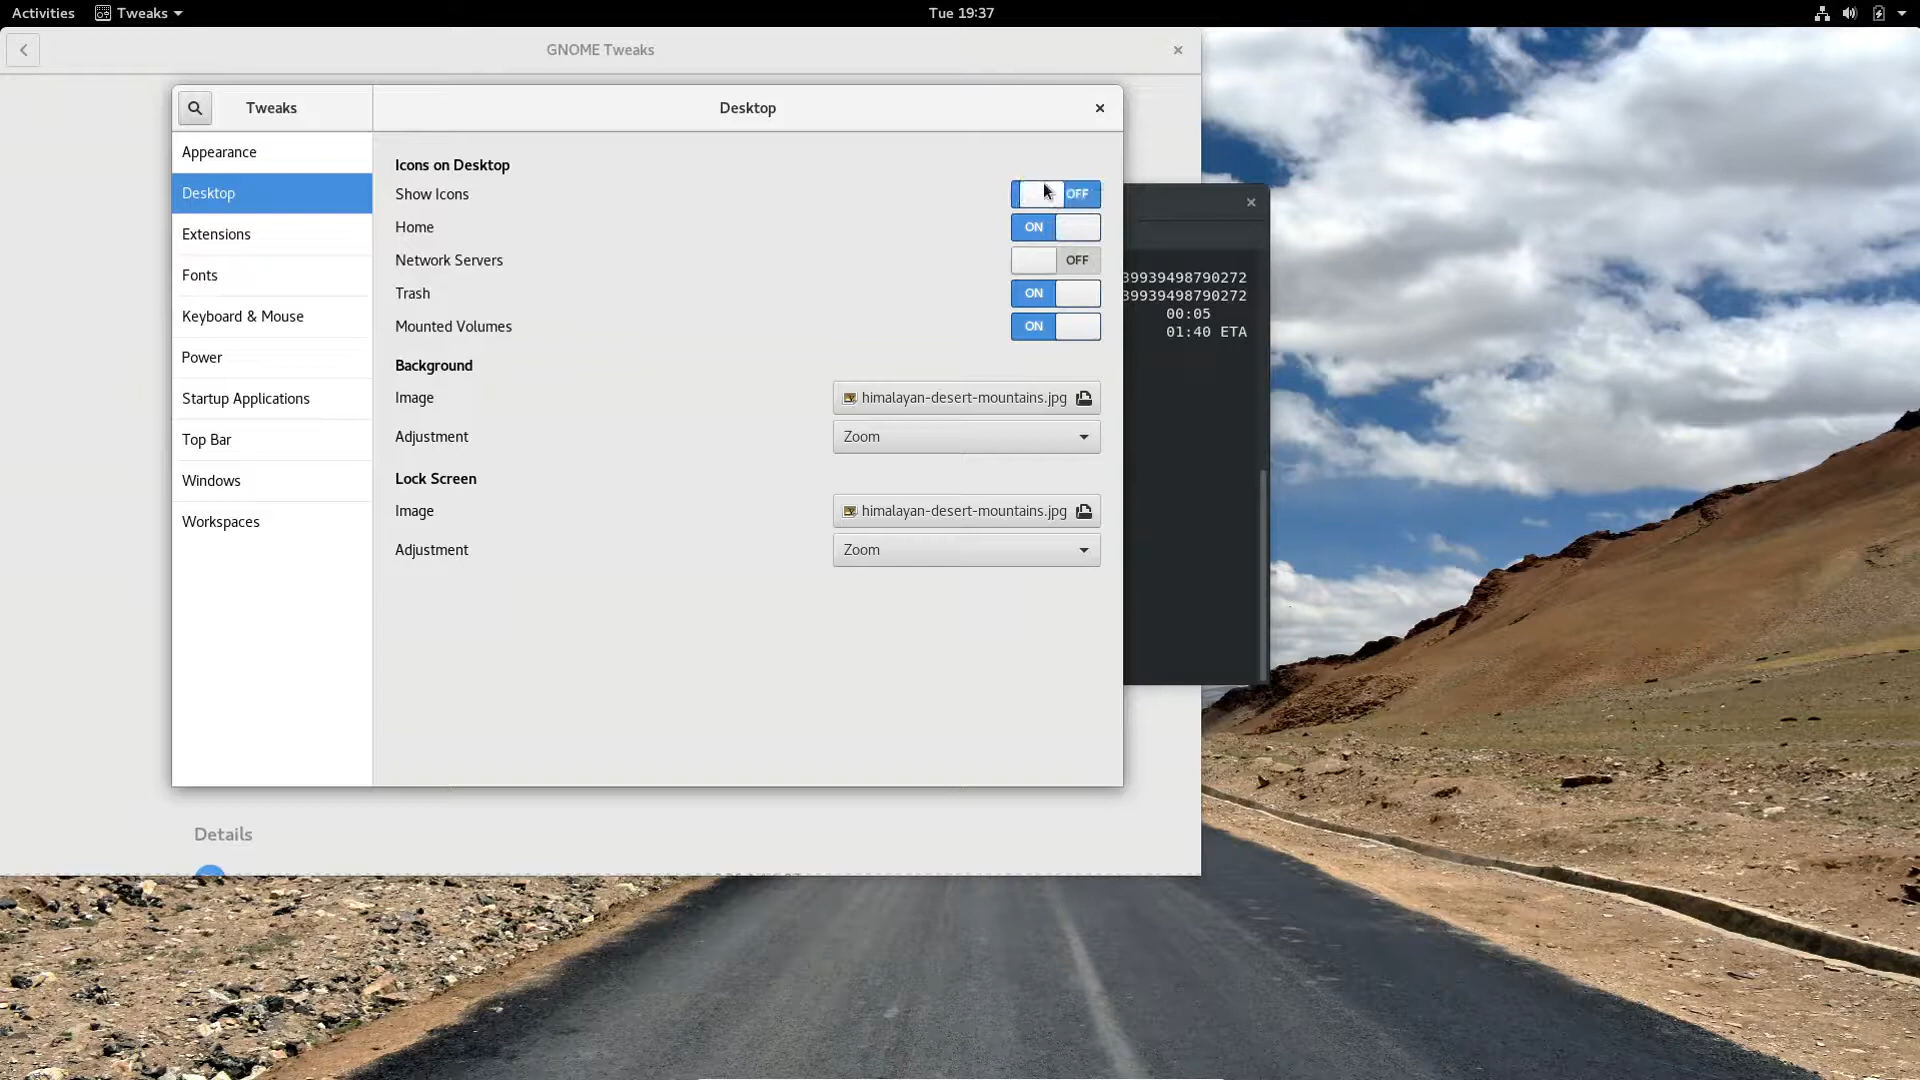 Activities Tweaks Tue 19:37
GNOME Tweaks
Tweaks Desktop
Appearance
Desktop
Extensions
Fonts
Keyboard & Mouse
Power
Startup Applications
Top Bar
Windows
Workspaces
Icons on Desktop
Show Icons OFF
Home ON
Network Servers OFF
Trash ON
Mounted Volumes ON
Background
Image himalayan-desert-mountains.jpg
Adjustment Zoom
Lock Screen
Image himalayan-desert-mountains.jpg
Adjustment Zoom
39939498790272
39939498790272
00:05
01:40 ETA
Details